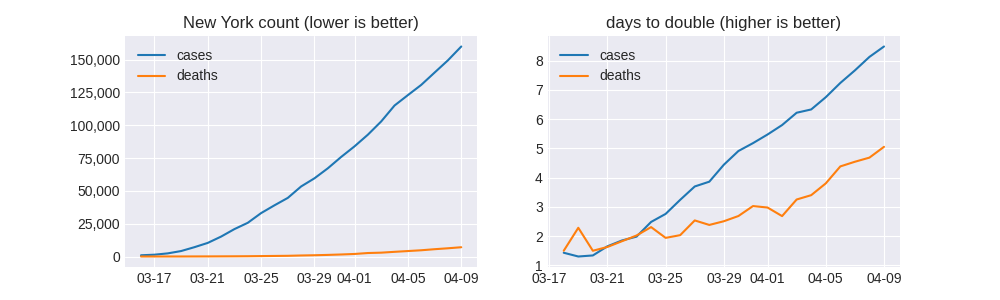 New York count (lower is better)
cases
deaths
150,000
125,000
100,000
75,000
50,000
25,000
0
03-17 03-21 03-25 03-29 04-01 04-05 04-09
days to double (higher is better)
cases
deaths
8
7
6
5
4
3
2
1
03-17 03-21 03-25 03-29 04-01 04-05 04-09